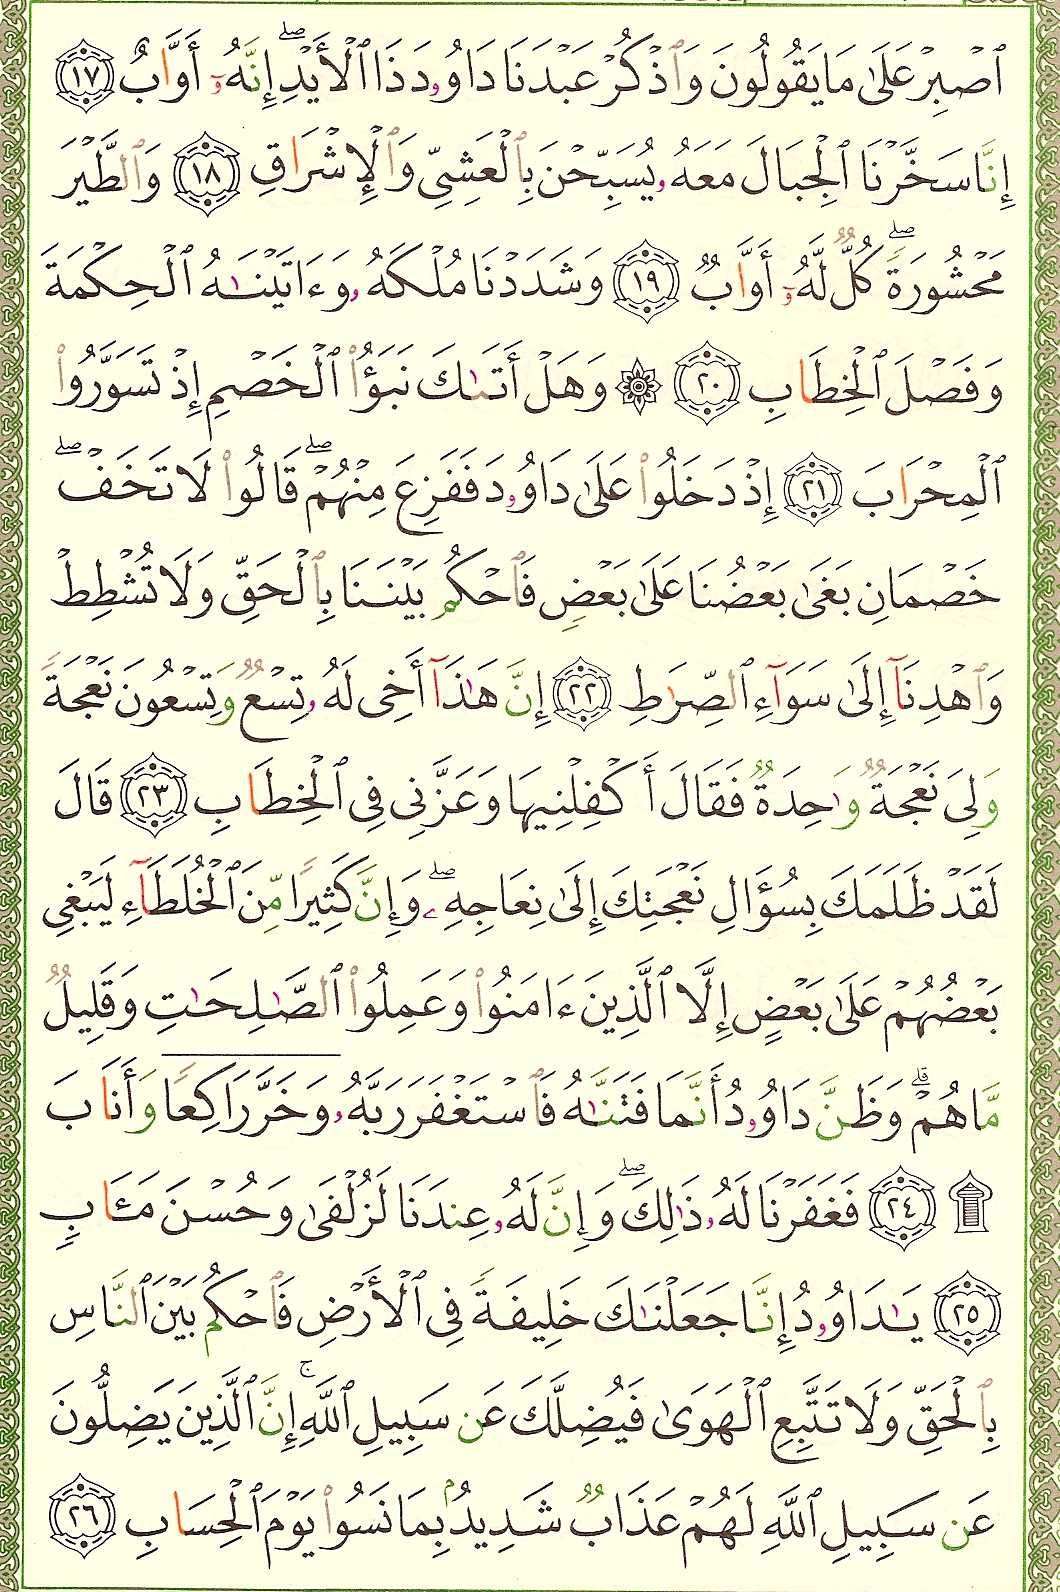 ٱصۡبِرۡ عَلَىٰ مَا يَقُولُونَ وَٱذۡكُرۡ عَبۡدَنَا دَاوُۥدَ ذَا ٱلۡأَيۡدِۖ إِنَّهُۥٓ أَوَّابٌ ١٧
إِنَّا سَخَّرۡنَا ٱلۡجِبَالَ مَعَهُۥ يُسَبِّحۡنَ بِٱلۡعَشِيِّ وَٱلۡإِشۡرَاقِ ١٨ وَٱلطَّيۡرَ
مَحۡشُورَةٗۖ كُلّٞ لَّهُۥٓ أَوَّابٞ ١٩ وَشَدَدۡنَا مُلۡكَهُۥ وَءَاتَيۡنَٰهُ ٱلۡحِكۡمَةَ
وَفَصۡلَ ٱلۡخِطَابِ ٢٠ ۞ وَهَلۡ أَتَىٰكَ نَبَؤُاْ ٱلۡخَصۡمِ إِذۡ تَسَوَّرُواْ
ٱلۡمِحۡرَابَ ٢١ إِذۡ دَخَلُواْ عَلَىٰ دَاوُۥدَ فَفَزِعَ مِنۡهُمۡۖ قَالُواْ لَا تَخَفۡۖ
خَصۡمَانِ بَغَىٰ بَعۡضُنَا عَلَىٰ بَعۡضٖ فَٱحۡكُم بَيۡنَنَا بِٱلۡحَقِّ وَلَا تُشۡطِطۡ
وَٱهۡدِنَآ إِلَىٰ سَوَآءِ ٱلصِّرَٰطِ ٢٢ إِنَّ هَٰذَآ أَخِي لَهُۥ تِسۡعٞ وَتِسۡعُونَ نَعۡجَةٗ
وَلِيَ نَعۡجَةٞ وَٰحِدَةٞ فَقَالَ أَكۡفِلۡنِيهَا وَعَزَّنِي فِي ٱلۡخِطَابِ ٢٣ قَالَ
لَقَدۡ ظَلَمَكَ بِسُؤَالِ نَعۡجَتِكَ إِلَىٰ نِعَاجِهِۦۖ وَإِنَّ كَثِيرٗا مِّنَ ٱلۡخُلَطَآءِ لَيَبۡغِي
بَعۡضُهُمۡ عَلَىٰ بَعۡضٍ إِلَّا ٱلَّذِينَ ءَامَنُواْ وَعَمِلُواْ ٱلصَّٰلِحَٰتِ وَقَلِيلٞ
مَّا هُمۡۗ وَظَنَّ دَاوُۥدُ أَنَّمَا فَتَنَّٰهُ فَٱسۡتَغۡفَرَ رَبَّهُۥ وَخَرَّ رَاكِعٗا وَأَنَابَ
۩ ٢٤ فَغَفَرۡنَا لَهُۥ ذَٰلِكَۖ وَإِنَّ لَهُۥ عِندَنَا لَزُلۡفَىٰ وَحُسۡنَ مَـَٔابٖ
٢٥ يَٰدَاوُۥدُ إِنَّا جَعَلۡنَٰكَ خَلِيفَةٗ فِي ٱلۡأَرۡضِ فَٱحۡكُم بَيۡنَ ٱلنَّاسِ
بِٱلۡحَقِّ وَلَا تَتَّبِعِ ٱلۡهَوَىٰ فَيُضِلَّكَ عَن سَبِيلِ ٱللَّهِۚ إِنَّ ٱلَّذِينَ يَضِلُّونَ
عَن سَبِيلِ ٱللَّهِ لَهُمۡ عَذَابٞ شَدِيدُۢ بِمَا نَسُواْ يَوۡمَ ٱلۡحِسَابِ ٢٦